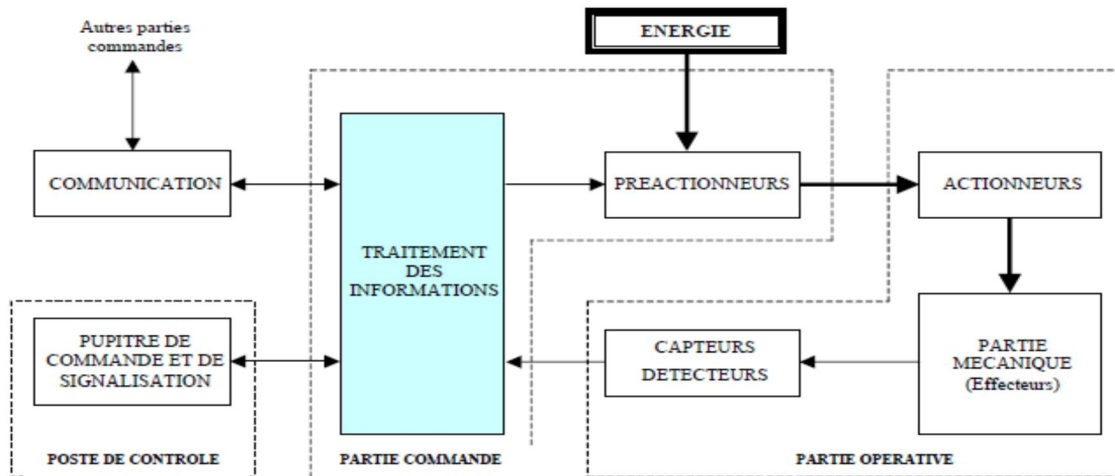 Autres parties
commandes
ENERGIE
COMMUNICATION
PREACTIONNEURS
ACTIONNEURS
TRAITEMENT
DES
INFORMATIONS
PUPITRE DE
COMMANDE ET DE
SIGNALISATION
CAPTEURS
DETECTEURS
PARTIE
MECANIQUE
(Effecteurs)
POSTE DE CONTROLE
PARTIE COMMANDE
PARTIE OPERATIVE